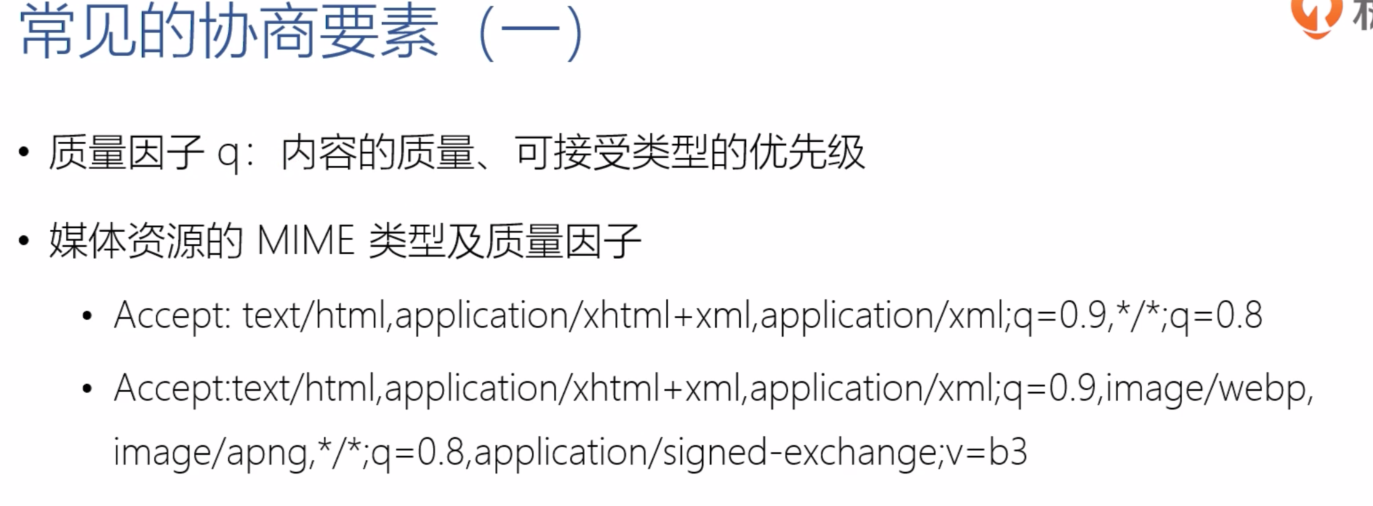 常见的协商要素（一）
• 质量因子 q：内容的质量、可接受类型的优先级
• 媒体资源的 MIME 类型及质量因子
• Accept: text/html,application/xhtml+xml,application/xml;q=0.9,*/*;q=0.8
• Accept:text/html,application/xhtml+xml,application/xml;q=0.9,image/webp,
image/apng,*/*;q=0.8,application/signed-exchange;v=b3